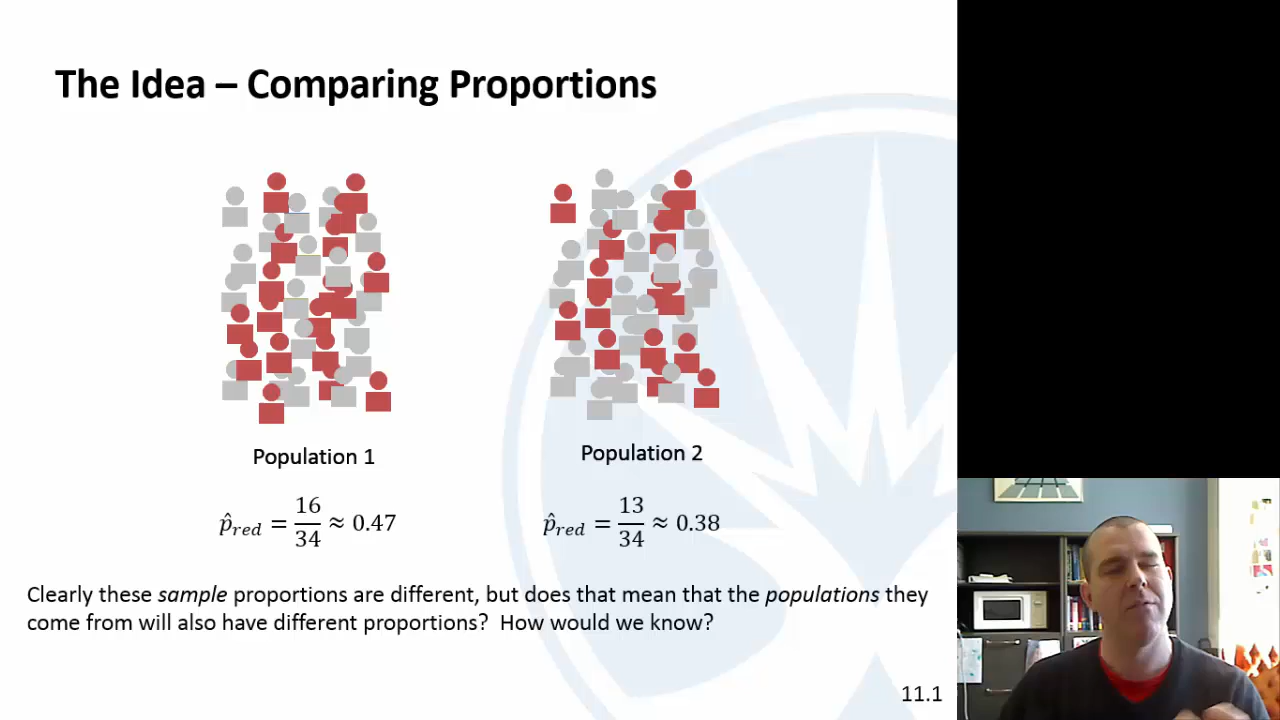 The Idea – Comparing Proportions
Population 1
Population 2
p̂_red = 16/34 ≈ 0.47
p̂_red = 13/34 ≈ 0.38
Clearly these sample proportions are different, but does that mean that the populations they
come from will also have different proportions? How would we know?
11.1